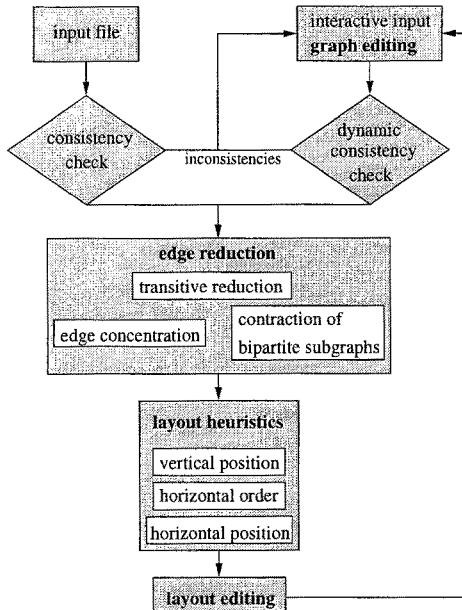 input file
interactive input
graph editing
consistency
check
inconsistencies
dynamic
consistency
check
edge reduction
transitive reduction
edge concentration
contraction of
bipartite subgraphs
layout heuristics
vertical position
horizontal order
horizontal position
layout editing